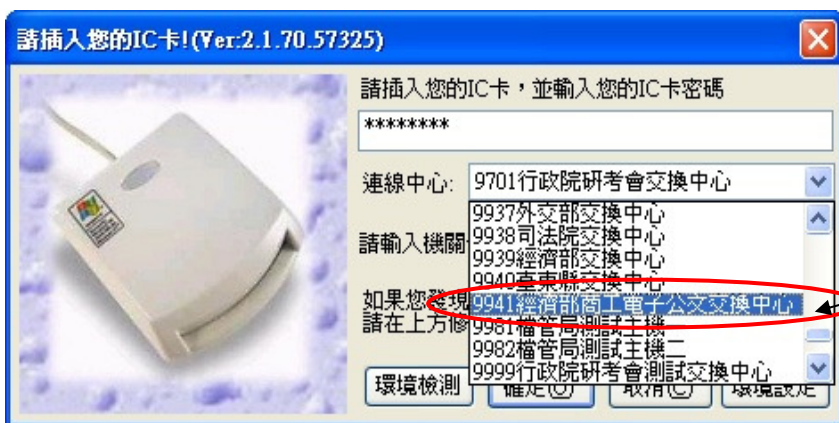 請插入您的IC卡!(Ver:2.1.70.57325)
請插入您的IC卡，並輸入您的IC卡密碼
********
連線中心: 9701行政院研考會交換中心
9937外交部交換中心
9938司法院交換中心
請輸入機關
9939經濟部交換中心
9940臺東縣交換中心
如果您發現
9941經濟部商工電子公文交換中心
請在上方修
9981檔管局測試主機
9982檔管局測試主機二
9999行政院研考會測試交換中心
環境檢測 確定(O) 取消(C) 環境設定